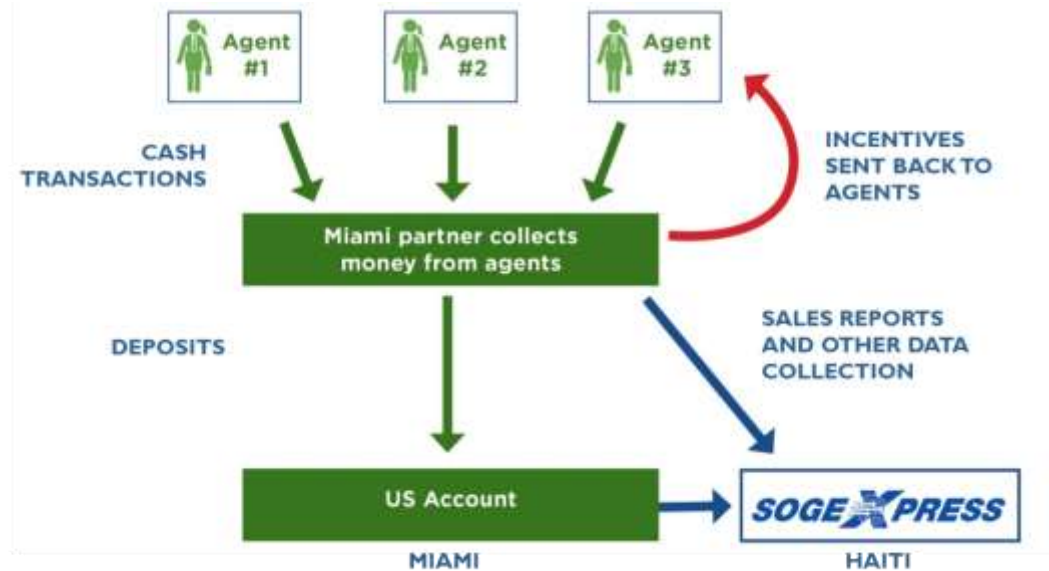 Agent
#1
Agent
#2
Agent
#3
CASH
TRANSACTIONS
INCENTIVES
SENT BACK TO
AGENTS
Miami partner collects
money from agents
DEPOSITS
SALES REPORTS
AND OTHER DATA
COLLECTION
US Account
SOGEXPRESS
MIAMI
HAITI